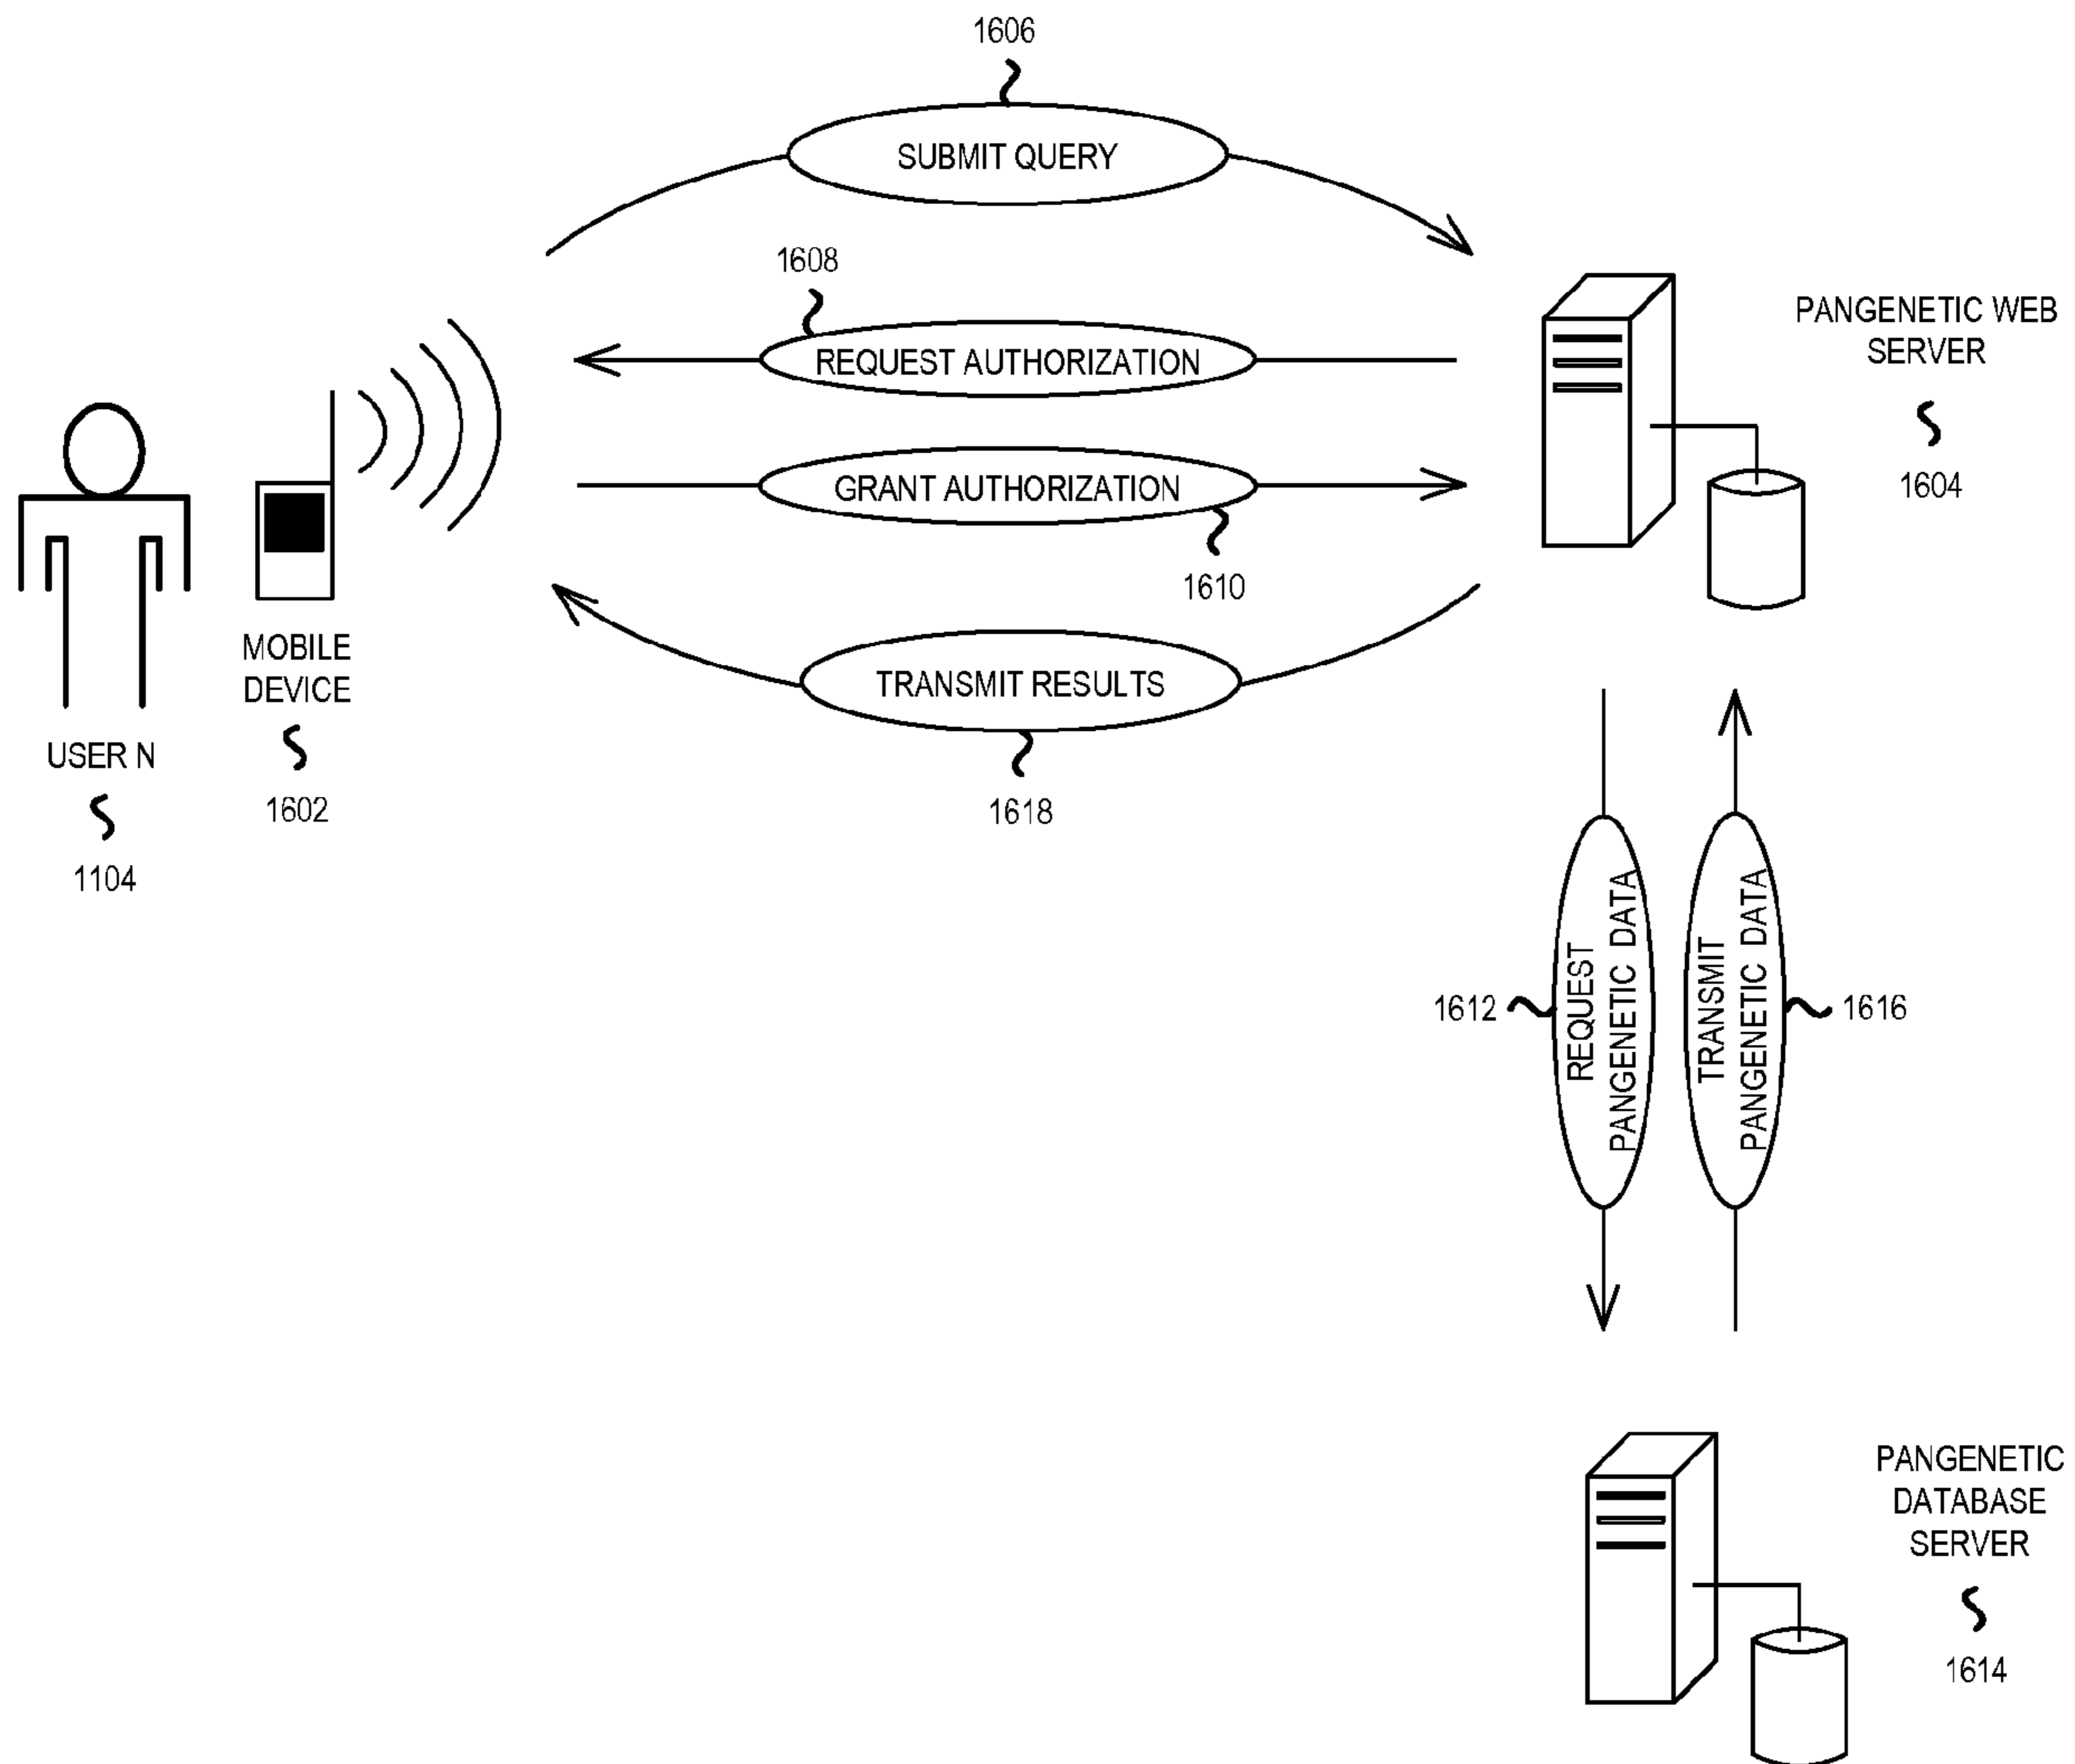 1606
SUBMIT QUERY
1608
REQUEST AUTHORIZATION
GRANT AUTHORIZATION
1610
TRANSMIT RESULTS
1618
USER N
1104
MOBILE
DEVICE
1602
PANGENETIC WEB
SERVER
1604
1612
REQUEST
PANGENETIC DATA
TRANSMIT
PANGENETIC DATA
1616
PANGENETIC
DATABASE
SERVER
1614